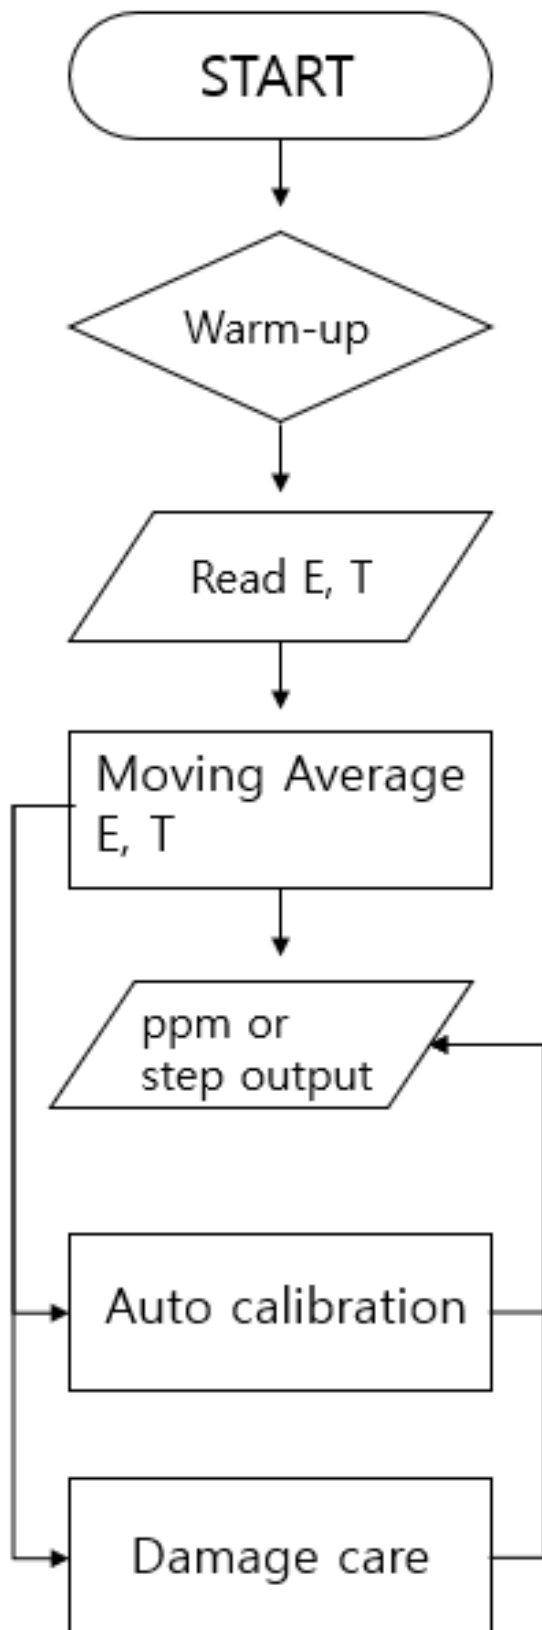 START
Warm-up
Read E, T
Moving Average
E, T
ppm or
step output
Auto calibration
Damage care